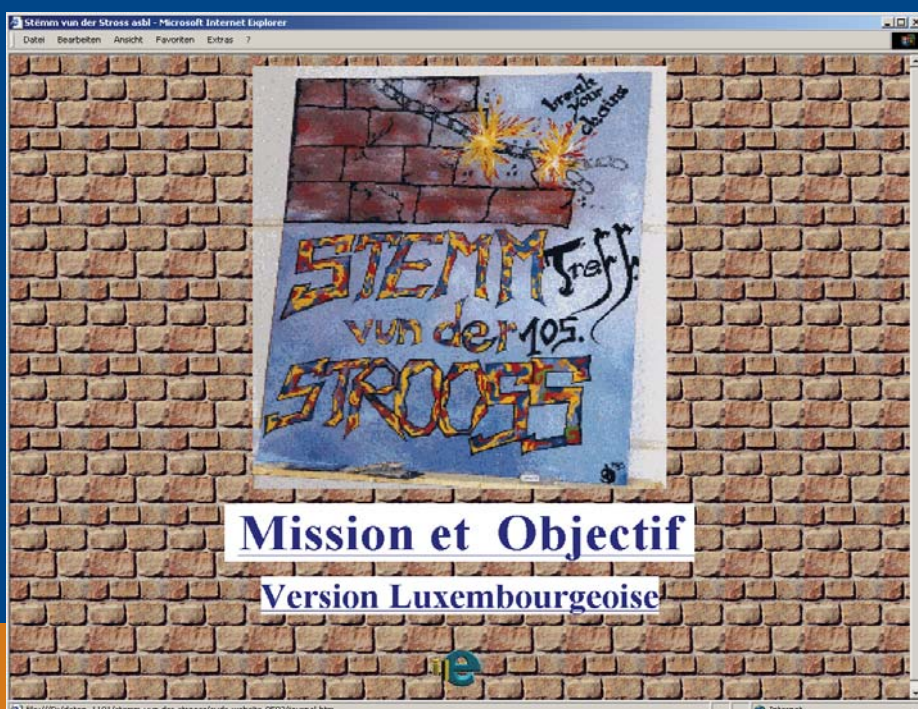 Stëmm vun der Stross asbl - Microsoft Internet Explorer
Datei Bearbeiten Ansicht Favoriten Extras ?
break
your
chains
STEMM
Treff
vun der 105.
STROOSS
Mission et Objectif
Version Luxembourgeoise